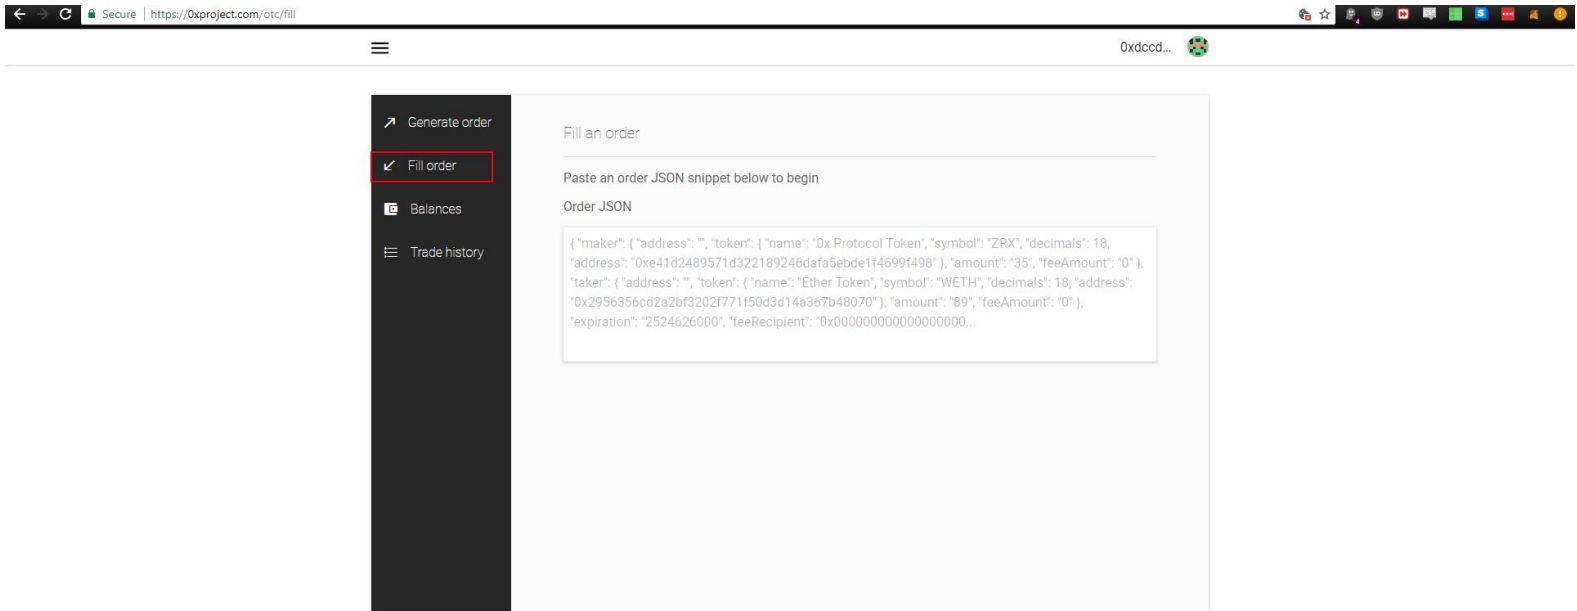 Secure | https://0xproject.com/otc/fill
0xdccd...
Generate order
Fill order
Balances
Trade history
Fill an order
Paste an order JSON snippet below to begin
Order JSON
{ "maker": { "address": "", "token": { "name": "0x Protocol Token", "symbol": "ZRX", "decimals": 18,
"address": "0xe41d2489571d322189246dafa5ebde1f4699f498" }, "amount": "35", "feeAmount": "0" },
"taker": { "address": "", "token": { "name": "Ether Token", "symbol": "WETH", "decimals": 18, "address":
"0x2956356cd2a2bf3202f771f50d3d14a367b48070" }, "amount": "89", "feeAmount": "0" },
"expiration": "2524626000", "feeRecipient": "0x000000000000000000...